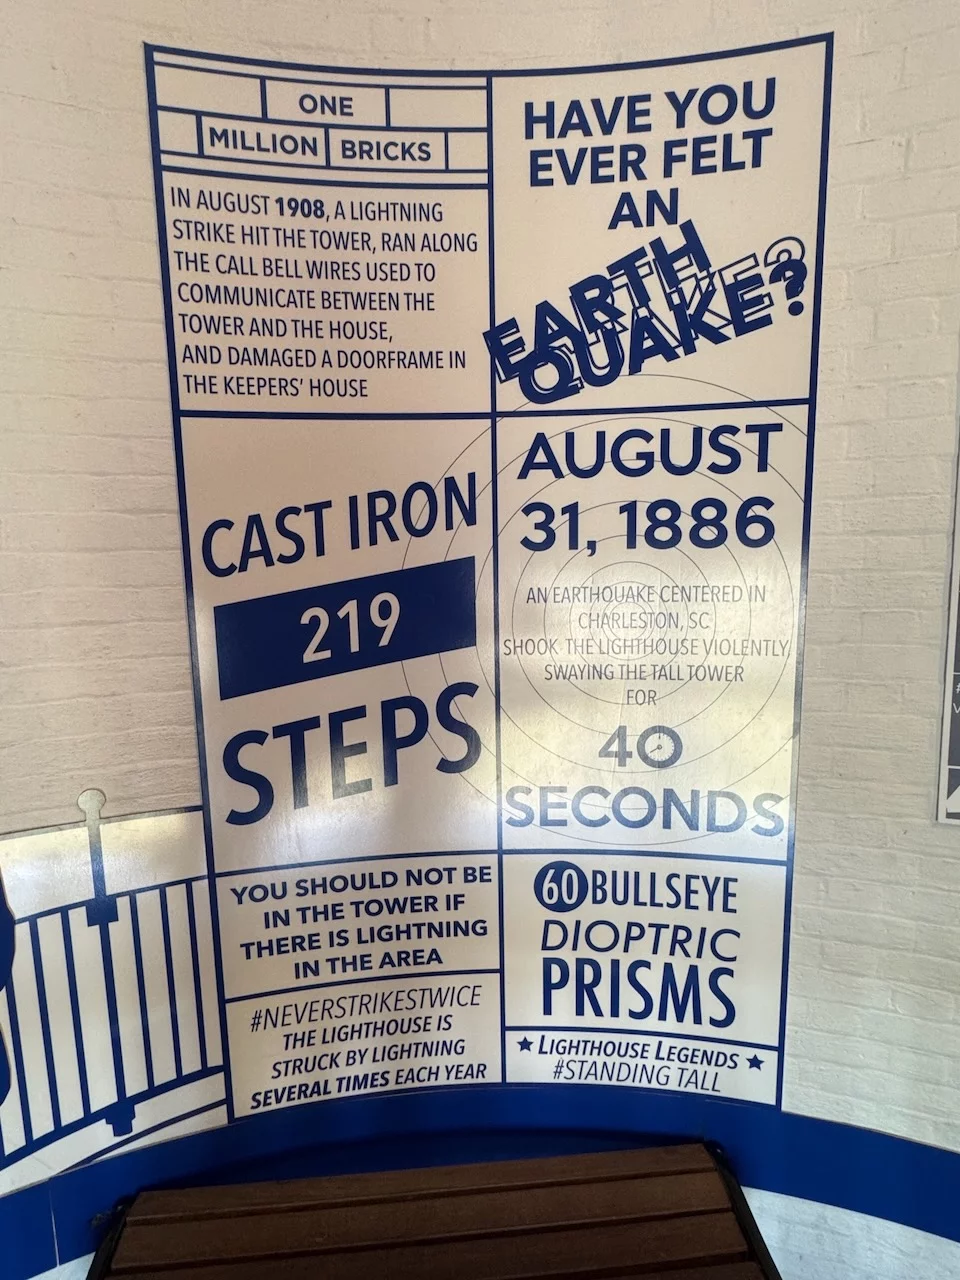 ONE
MILLION BRICKS
IN AUGUST 1908, A LIGHTNING
STRIKE HIT THE TOWER, RAN ALONG
THE CALL BELL WIRES USED TO
COMMUNICATE BETWEEN THE
TOWER AND THE HOUSE,
AND DAMAGED A DOORFRAME IN
THE KEEPERS' HOUSE
CAST IRON
219
STEPS
YOU SHOULD NOT BE
IN THE TOWER IF
THERE IS LIGHTNING
IN THE AREA
#NEVERSTRIKESTWICE
THE LIGHTHOUSE IS
STRUCK BY LIGHTNING
SEVERAL TIMES EACH YEAR
HAVE YOU
EVER FELT
AN
EARTH
QUAKE?
AUGUST
31, 1886
AN EARTHOUAKE CENTERED IN
CHARLESTON, SC
SHOOK THE LIGHTHOUSE VIOLENTLY,
SWAYING THE TALL TOWER
FOR
40
SECONDS
60 BULLSEYE
DIOPTRIC
PRISMS
★ LIGHTHOUSE LEGENDS ★
#STANDING TALL